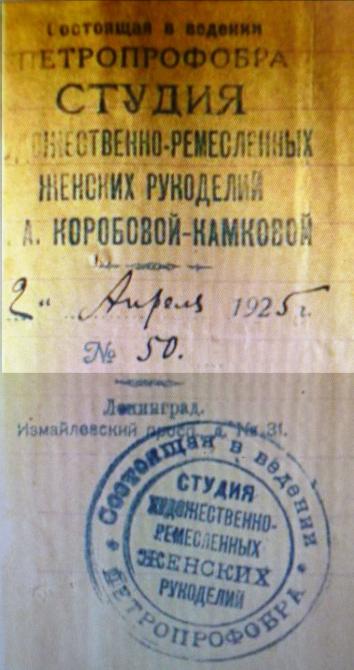 Состоящая в ведении
ПЕТРОПРОФОБРА
СТУДИЯ
ХУДОЖЕСТВЕННО-РЕМЕСЛЕННЫХ
ЖЕНСКИХ РУКОДЕЛИЙ
А. КОРОБОВОЙ-КАМКОВОЙ
2" Апреля 1925 г.
№ 50.
Ленинград.
Измайловский просп. д. № 31.
Состоящая в ведении
СТУДИЯ
ХУДОЖЕСТВЕННО-
РЕМЕСЛЕННЫХ
ЖЕНСКИХ
РУКОДЕЛИЙ
ПЕТРОПРОФОБРА